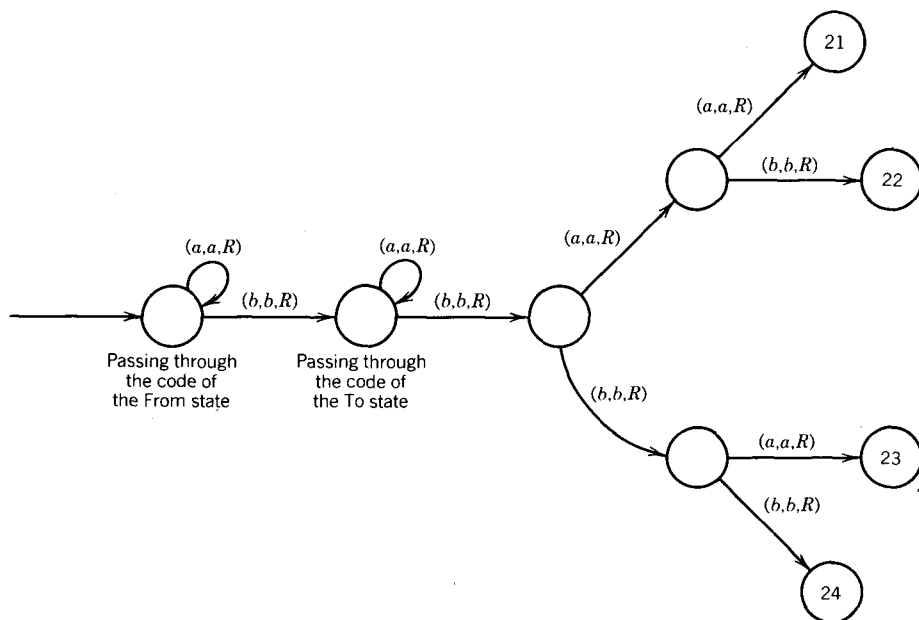 21
(a,a,R)
(b,b,R)
22
(a,a,R)
(a,a,R)
(a,a,R)
(b,b,R)
(b,b,R)
Passing through
the code of
the From state
Passing through
the code of
the To state
(b,b,R)
(a,a,R)
23
(b,b,R)
24